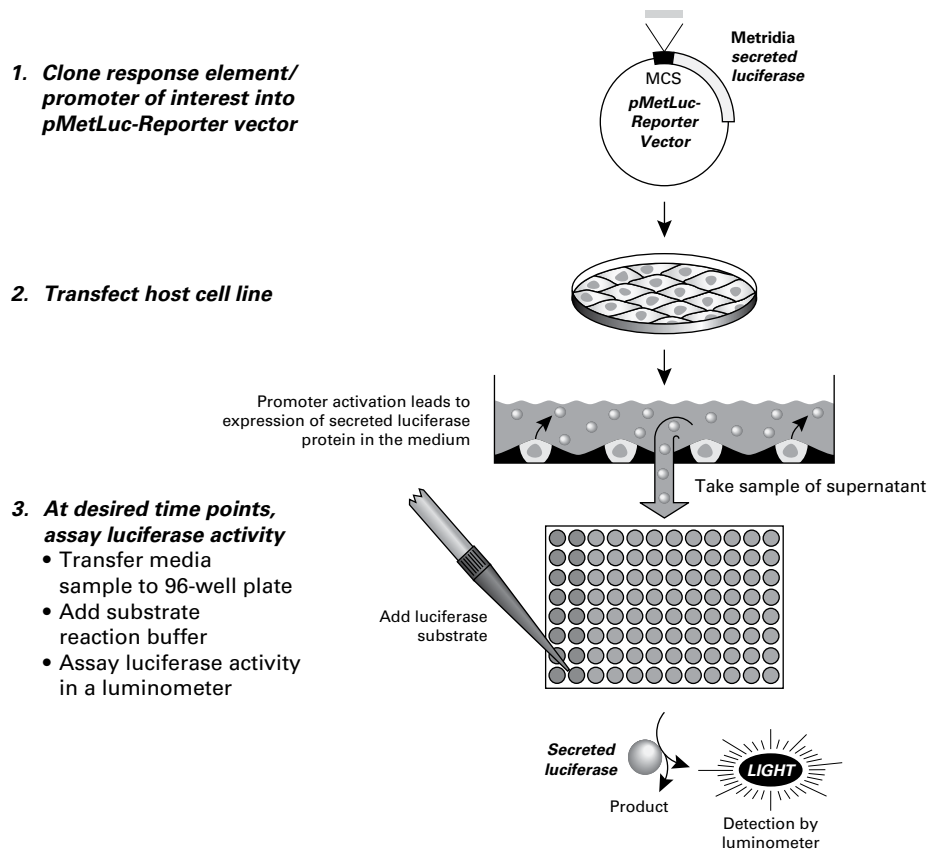 1. Clone response element/
promoter of interest into
pMetLuc-Reporter vector
Metridia
secreted
luciferase
MCS
pMetLuc-
Reporter
Vector
2. Transfect host cell line
Promoter activation leads to
expression of secreted luciferase
protein in the medium
Take sample of supernatant
3. At desired time points,
assay luciferase activity
• Transfer media
sample to 96-well plate
• Add substrate
reaction buffer
• Assay luciferase activity
in a luminometer
Add luciferase
substrate
Secreted
luciferase
Product
LIGHT
Detection by
luminometer